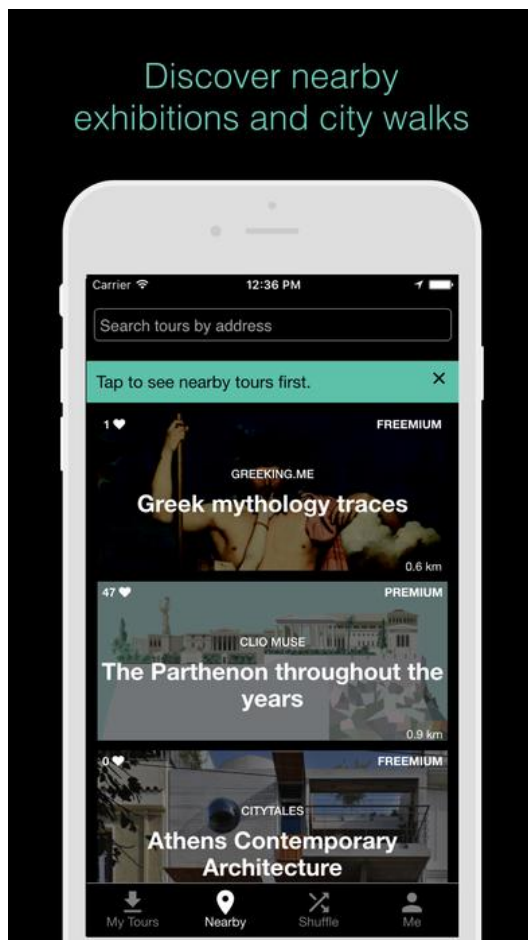 Discover nearby
exhibitions and city walks
Carrier 12:36 PM
Search tours by address
Tap to see nearby tours first. ×
1 FREEMIUM
GREEKING.ME
Greek mythology traces
0.6 km
47 PREMIUM
CLIO MUSE
The Parthenon throughout the
years
0.9 km
0 FREEMIUM
CITYTALES
Athens Contemporary
Architecture
My Tours Nearby Shuffle Me